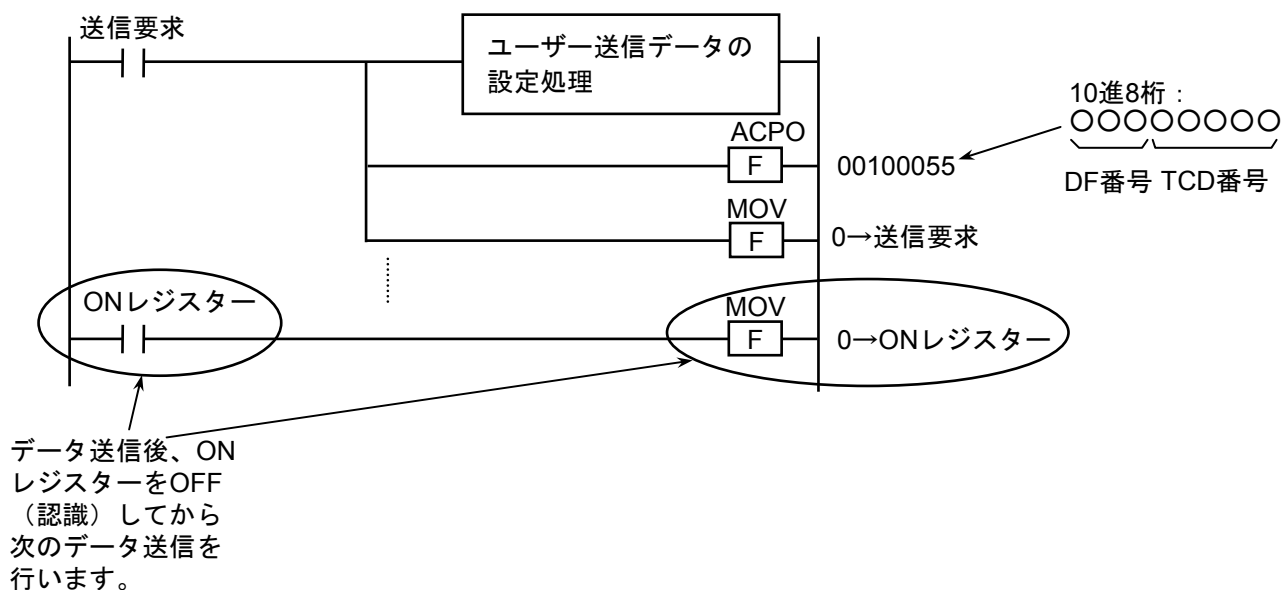 送信要求
ユーザー送信データの
設定処理
10進8桁：
○○○○○○○○
DF番号 TCD番号
ACPO
F
00100055
MOV
F
0→送信要求
ONレジスター
MOV
F
0→ONレジスター
データ送信後、ON
レジスターをOFF
（認識）してから
次のデータ送信を
行います。